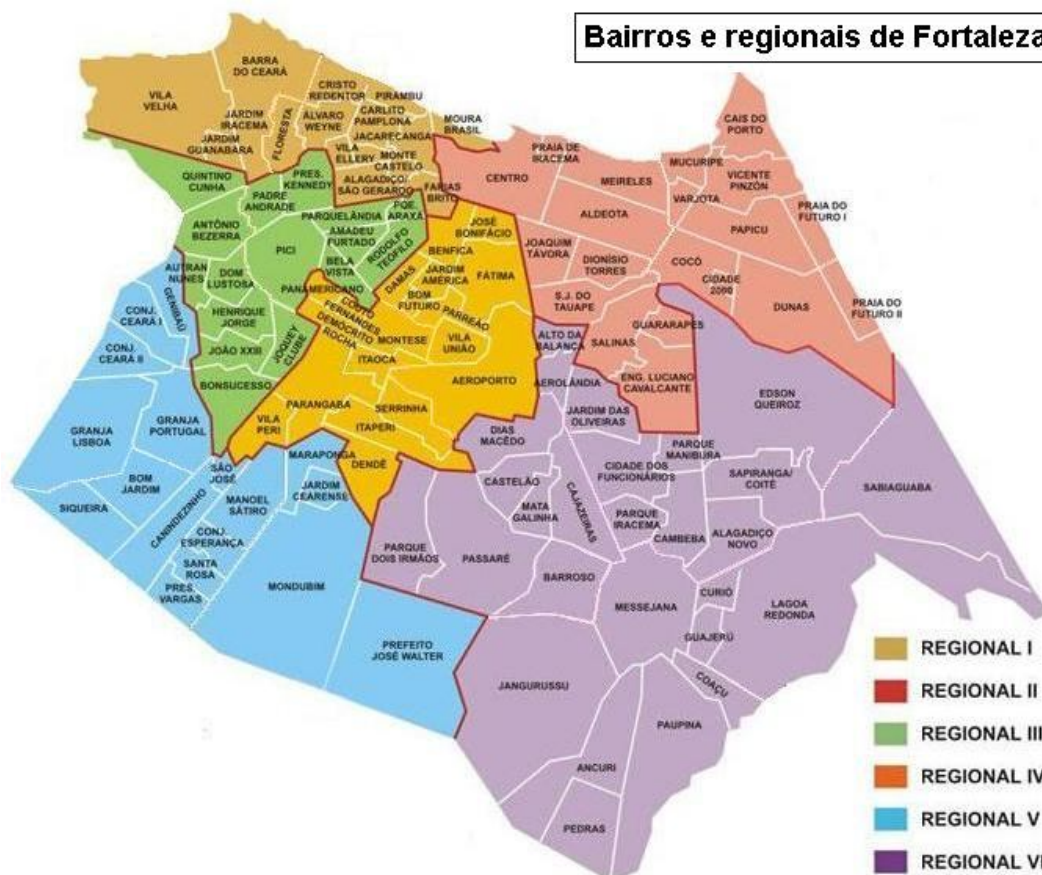 Bairros e regionais de Fortaleza
BARRA
DO CEARÁ
VILA
VELHA
CRISTO
REDENTOR
PIRAMBU
JARDIM
IRACEMA
FLORESTA
ÁLVARO
WEYNE
CARLITO
PAMPLONA
MOURA
BRASIL
JARDIM
GUANABARA
JACARECANGA
VILA
ELLERY
MONTE
CASTELO
ALAGADIÇO/
SÃO GERARDO
FARIAS
BRITO
CAIS DO
PORTO
PRAIA DE
IRACEMA
MUCURIPE
CENTRO
MEIRELES
VICENTE
PINZÓN
VARJOTA
ALDEOTA
PRAIA DO
FUTURO I
PAPICU
JOAQUIM
TÁVORA
DIONÍSIO
TORRES
COCÓ
CIDADE
2000
DUNAS
PRAIA DO
FUTURO II
S.J. DO
TAUAPE
GUARARAPES
SALINAS
ENG. LUCIANO
CAVALCANTE
QUINTINO
CUNHA
PRES.
KENNEDY
PADRE
ANDRADE
PARQUELÂNDIA
PQE.
ARAXÁ
ANTÔNIO
BEZERRA
AMADEU
FURTADO
RODOLFO
TEÓFILO
PICI
BELA
VISTA
AUTRAN
NUNES
DOM
LUSTOSA
PANAMERICANO
HENRIQUE
JORGE
JOÃO XXIII
JOQUEY
CLUBE
BONSUCESSO
JOSÉ
BONIFÁCIO
BENFICA
DAMAS
JARDIM
AMÉRICA
FÁTIMA
BOM
FUTURO
PARREÃO
COUTO
FERNANDES
DEMÓCRITO
ROCHA
MONTESE
VILA
UNIÃO
ITAOCA
AEROPORTO
PARANGABA
SERRINHA
VILA
PERI
ITAPERI
DENDÊ
GENIBAÚ
CONJ.
CEARÁ I
CONJ.
CEARÁ II
GRANJA
LISBOA
GRANJA
PORTUGAL
BOM
JARDIM
SIQUEIRA
SÃO
JOSÉ
CANINDEZINHO
MANOEL
SÁTIRO
MARAPONGA
JARDIM
CEARENSE
CONJ.
ESPERANÇA
SANTA
ROSA
PRES.
VARGAS
MONDUBIM
PREFEITO
JOSÉ WALTER
ALTO DA
BALANÇA
AEROLÂNDIA
EDSON
QUEIROZ
JARDIM DAS
OLIVEIRAS
DIAS
MACÊDO
PARQUE
MANIBURA
CIDADE DOS
FUNCIONÁRIOS
SAPIRANGA/
COITÉ
SABIAGUABA
CASTELÃO
MATA
GALINHA
CAJAZEIRAS
PARQUE
IRACEMA
CAMBEBA
ALAGADIÇO
NOVO
PARQUE
DOIS IRMÃOS
PASSARÉ
BARROSO
MESSEJANA
CURIÓ
LAGOA
REDONDA
GUAJERÚ
COAÇU
JANGURUSSU
PAUPINA
ANCURI
PEDRAS
REGIONAL I
REGIONAL II
REGIONAL III
REGIONAL IV
REGIONAL V
REGIONAL VI